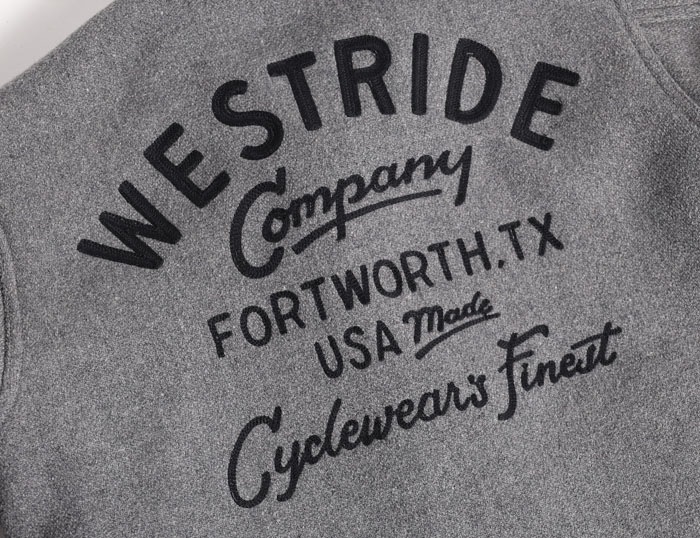 WESTRIDE
Company
FORTWORTH,TX
USA Made
Cyclewear's Finest